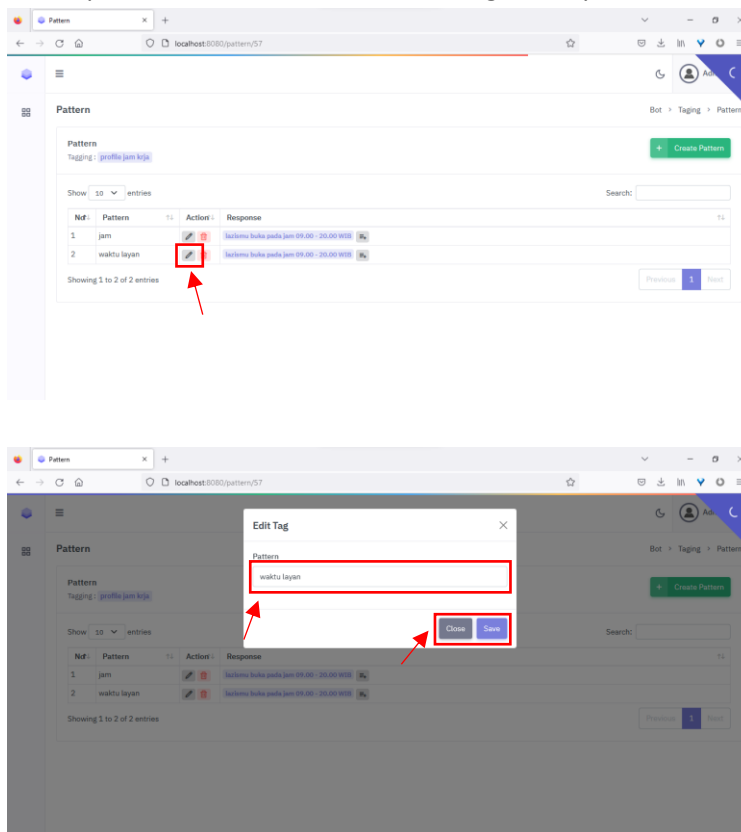 Pattern
localhost:8080/pattern/57
Pattern
Bot > Taging > Pattern
Pattern
Tagging : profile jam krja
+ Create Pattern
Show 10 entries
Search:
No Pattern Action Response
1 jam lazismu buka pada jam 09.00 - 20.00 WIB
2 waktu layan lazismu buka pada jam 09.00 - 20.00 WIB
Showing 1 to 2 of 2 entries
Previous 1 Next
Pattern
localhost:8080/pattern/57
Edit Tag
Pattern
Bot > Taging > Pattern
Pattern
waktu layan
Pattern
Tagging : profile jam krja
+ Create Pattern
Close Save
Show 10 entries
Search:
No Pattern Action Response
1 jam lazismu buka pada jam 09.00 - 20.00 WIB
2 waktu layan lazismu buka pada jam 09.00 - 20.00 WIB
Showing 1 to 2 of 2 entries
Previous 1 Next